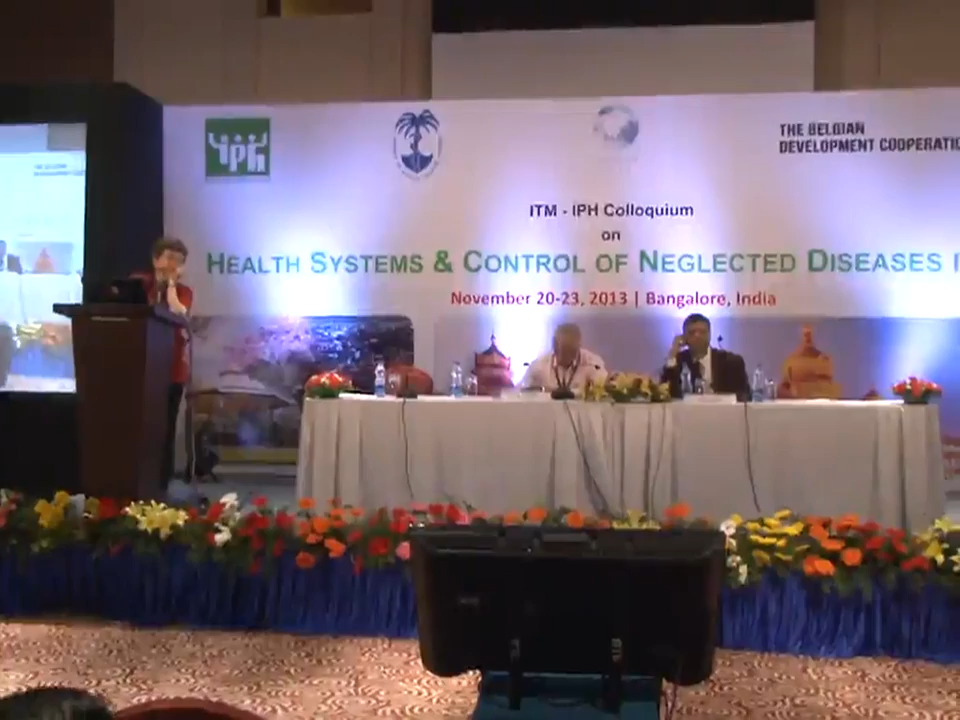 iph
THE BELGIAN
DEVELOPMENT COOPERATIO
ITM - IPH Colloquium
on
HEALTH SYSTEMS & CONTROL OF NEGLECTED DISEASES I
November 20-23, 2013 | Bangalore, India